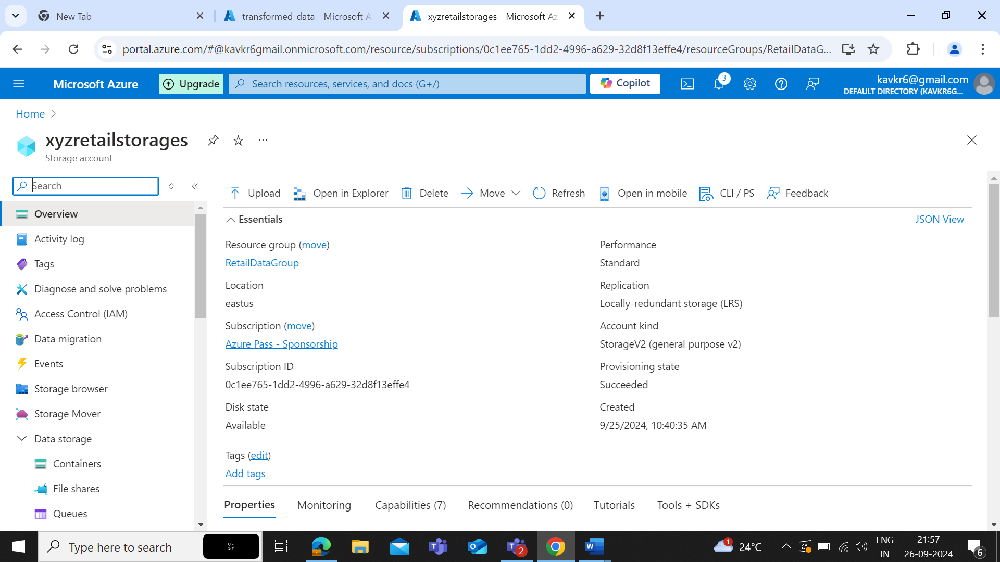 New Tab
transformed-data - Microsoft A
xyzretailstorages - Microsoft Az
portal.azure.com/#@kavkr6gmail.onmicrosoft.com/resource/subscriptions/0c1ee765-1dd2-4996-a629-32d8f13effe4/resourceGroups/RetailDataG...
Microsoft Azure
Upgrade
Search resources, services, and docs (G+/)
Copilot
3
kavkr6@gmail.com
DEFAULT DIRECTORY (KAVKR6G...
Home
xyzretailstorages
Storage account
Search
Overview
Activity log
Tags
Diagnose and solve problems
Access Control (IAM)
Data migration
Events
Storage browser
Storage Mover
Data storage
Containers
File shares
Queues
Upload
Open in Explorer
Delete
Move
Refresh
Open in mobile
CLI / PS
Feedback
Essentials
JSON View
Resource group (move)
RetailDataGroup
Location
eastus
Subscription (move)
Azure Pass - Sponsorship
Subscription ID
0c1ee765-1dd2-4996-a629-32d8f13effe4
Disk state
Available
Performance
Standard
Replication
Locally-redundant storage (LRS)
Account kind
StorageV2 (general purpose v2)
Provisioning state
Succeeded
Created
9/25/2024, 10:40:35 AM
Tags (edit)
Add tags
Properties
Monitoring
Capabilities (7)
Recommendations (0)
Tutorials
Tools + SDKs
Type here to search
U
ST
2
1
24°C
ENG
IN
21:57
26-09-2024
6